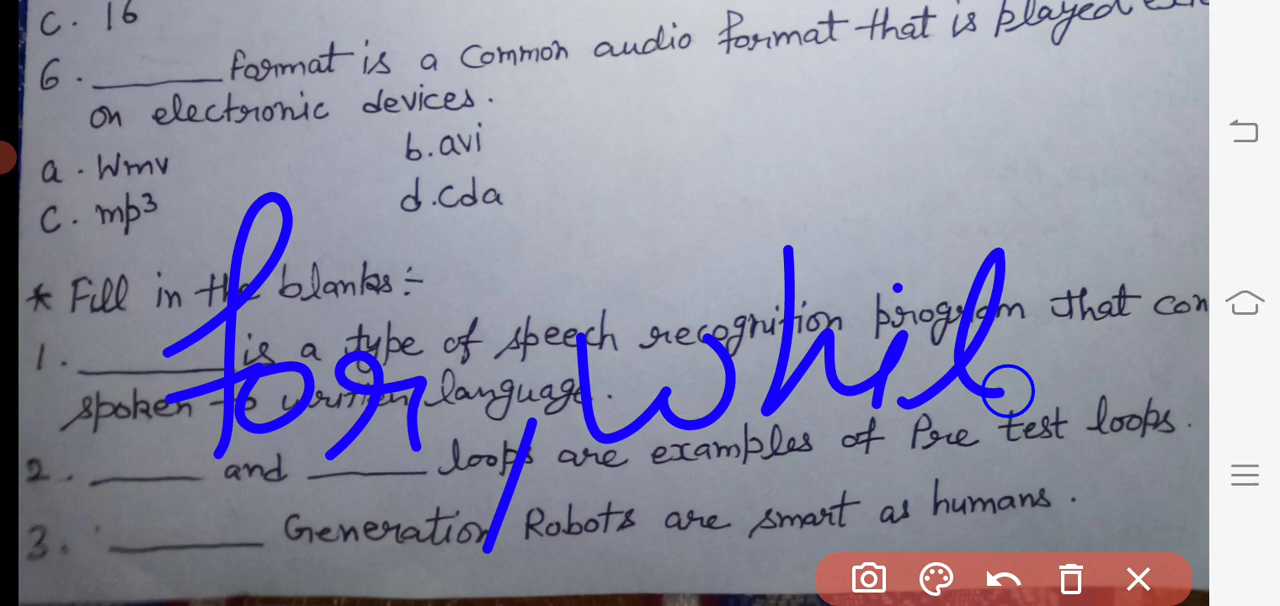 c. 16
6. ______ format is a common audio format that is played
on electronic devices.
a. wmv b. avi
c. mp3 d. cda
* Fill in the blanks :-
1. ______ is a type of speech recognition program that con
spoken to written language.
for, whil
2. ______ and ______ loops are examples of Pre test loops.
3. ______ Generation Robots are smart as humans.